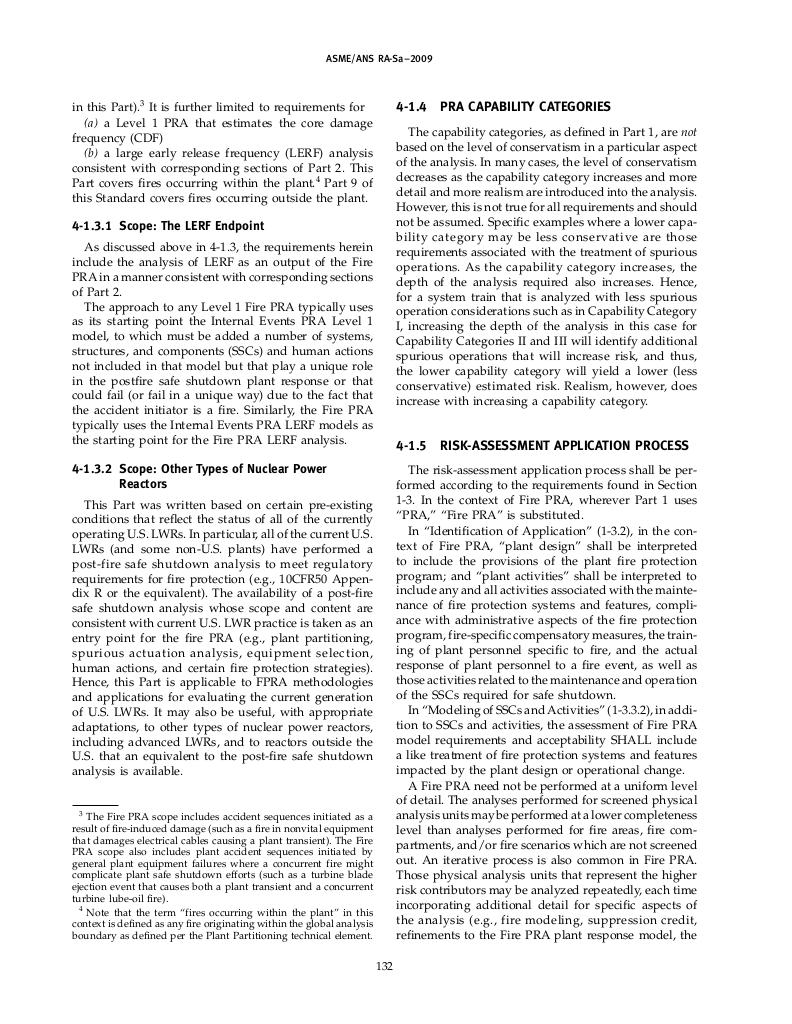 ASME/ANS RA-Sa–2009
in this Part).³ It is further limited to requirements for
(a) a Level 1 PRA that estimates the core damage
frequency (CDF)
(b) a large early release frequency (LERF) analysis
consistent with corresponding sections of Part 2. This
Part covers fires occurring within the plant.⁴ Part 9 of
this Standard covers fires occurring outside the plant.
4-1.3.1 Scope: The LERF Endpoint
As discussed above in 4-1.3, the requirements herein
include the analysis of LERF as an output of the Fire
PRA in a manner consistent with corresponding sections
of Part 2.
The approach to any Level 1 Fire PRA typically uses
as its starting point the Internal Events PRA Level 1
model, to which must be added a number of systems,
structures, and components (SSCs) and human actions
not included in that model but that play a unique role
in the postfire safe shutdown plant response or that
could fail (or fail in a unique way) due to the fact that
the accident initiator is a fire. Similarly, the Fire PRA
typically uses the Internal Events PRA LERF models as
the starting point for the Fire PRA LERF analysis.
4-1.3.2 Scope: Other Types of Nuclear Power
Reactors
This Part was written based on certain pre-existing
conditions that reflect the status of all of the currently
operating U.S. LWRs. In particular, all of the current U.S.
LWRs (and some non-U.S. plants) have performed a
post-fire safe shutdown analysis to meet regulatory
requirements for fire protection (e.g., 10CFR50 Appen-
dix R or the equivalent). The availability of a post-fire
safe shutdown analysis whose scope and content are
consistent with current U.S. LWR practice is taken as an
entry point for the fire PRA (e.g., plant partitioning,
spurious actuation analysis, equipment selection,
human actions, and certain fire protection strategies).
Hence, this Part is applicable to FPRA methodologies
and applications for evaluating the current generation
of U.S. LWRs. It may also be useful, with appropriate
adaptations, to other types of nuclear power reactors,
including advanced LWRs, and to reactors outside the
U.S. that an equivalent to the post-fire safe shutdown
analysis is available.
³ The Fire PRA scope includes accident sequences initiated as a
result of fire-induced damage (such as a fire in nonvital equipment
that damages electrical cables causing a plant transient). The Fire
PRA scope also includes plant accident sequences initiated by
general plant equipment failures where a concurrent fire might
complicate plant safe shutdown efforts (such as a turbine blade
ejection event that causes both a plant transient and a concurrent
turbine lube-oil fire).
⁴ Note that the term “fires occurring within the plant” in this
context is defined as any fire originating within the global analysis
boundary as defined per the Plant Partitioning technical element.
4-1.4 PRA CAPABILITY CATEGORIES
The capability categories, as defined in Part 1, are not
based on the level of conservatism in a particular aspect
of the analysis. In many cases, the level of conservatism
decreases as the capability category increases and more
detail and more realism are introduced into the analysis.
However, this is not true for all requirements and should
not be assumed. Specific examples where a lower capa-
bility category may be less conservative are those
requirements associated with the treatment of spurious
operations. As the capability category increases, the
depth of the analysis required also increases. Hence,
for a system train that is analyzed with less spurious
operation considerations such as in Capability Category
I, increasing the depth of the analysis in this case for
Capability Categories II and III will identify additional
spurious operations that will increase risk, and thus,
the lower capability category will yield a lower (less
conservative) estimated risk. Realism, however, does
increase with increasing a capability category.
4-1.5 RISK-ASSESSMENT APPLICATION PROCESS
The risk-assessment application process shall be per-
formed according to the requirements found in Section
1-3. In the context of Fire PRA, wherever Part 1 uses
“PRA,” “Fire PRA” is substituted.
In “Identification of Application” (1-3.2), in the con-
text of Fire PRA, “plant design” shall be interpreted
to include the provisions of the plant fire protection
program; and “plant activities” shall be interpreted to
include any and all activities associated with the mainte-
nance of fire protection systems and features, compli-
ance with administrative aspects of the fire protection
program, fire-specific compensatory measures, the train-
ing of plant personnel specific to fire, and the actual
response of plant personnel to a fire event, as well as
those activities related to the maintenance and operation
of the SSCs required for safe shutdown.
In “Modeling of SSCs and Activities” (1-3.3.2), in addi-
tion to SSCs and activities, the assessment of Fire PRA
model requirements and acceptability SHALL include
a like treatment of fire protection systems and features
impacted by the plant design or operational change.
A Fire PRA need not be performed at a uniform level
of detail. The analyses performed for screened physical
analysis units may be performed at a lower completeness
level than analyses performed for fire areas, fire com-
partments, and/or fire scenarios which are not screened
out. An iterative process is also common in Fire PRA.
Those physical analysis units that represent the higher
risk contributors may be analyzed repeatedly, each time
incorporating additional detail for specific aspects of
the analysis (e.g., fire modeling, suppression credit,
refinements to the Fire PRA plant response model, the
132